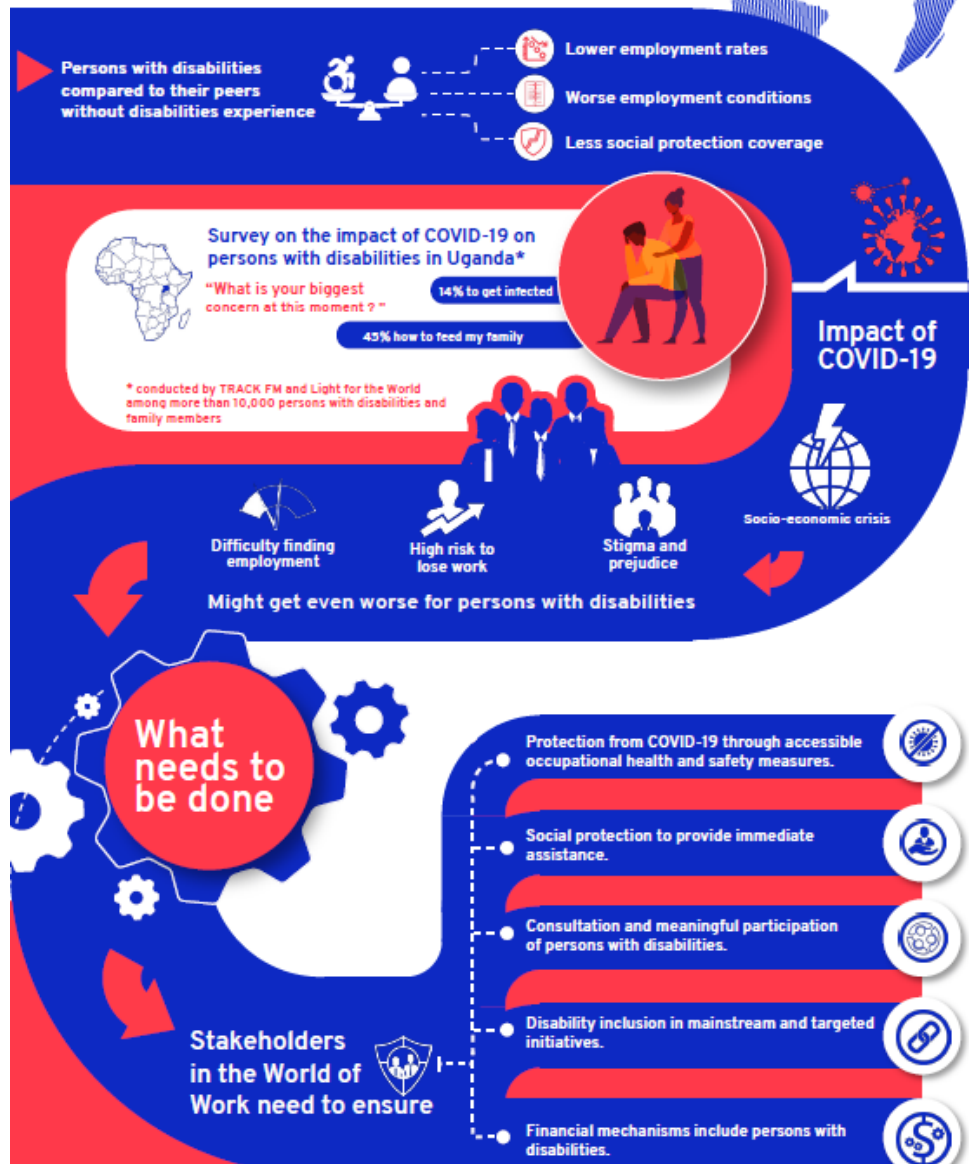 Persons with disabilities
compared to their peers
without disabilities experience
Lower employment rates
Worse employment conditions
Less social protection coverage
Survey on the impact of COVID-19 on
persons with disabilities in Uganda*
"What is your biggest
concern at this moment ? "
14% to get infected
45% how to feed my family
* conducted by TRACK FM and Light for the World
among more than 10,000 persons with disabilities and
family members
Impact of
COVID-19
Socio-economic crisis
Difficulty finding
employment
High risk to
lose work
Stigma and
prejudice
Might get even worse for persons with disabilities
What
needs to
be done
Stakeholders
in the World of
Work need to ensure
Protection from COVID-19 through accessible
occupational health and safety measures.
Social protection to provide immediate
assistance.
Consultation and meaningful participation
of persons with disabilities.
Disability inclusion in mainstream and targeted
initiatives.
Financial mechanisms include persons with
disabilities.